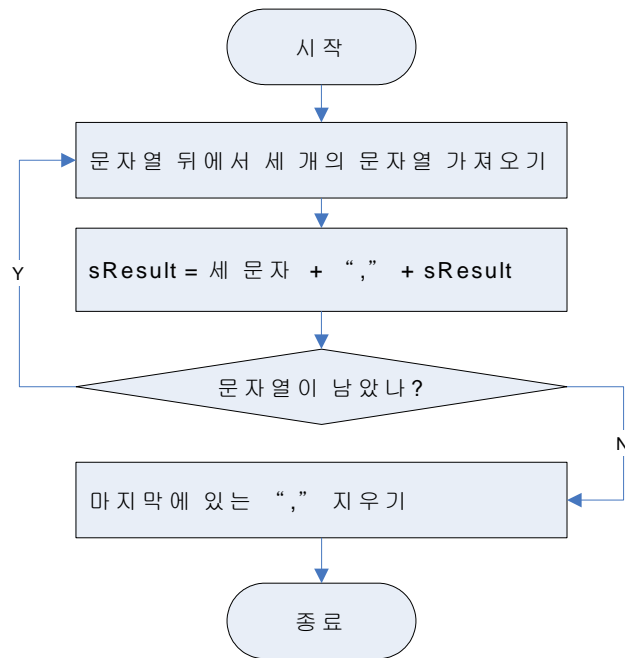 시작
문자열 뒤에서 세 개의 문자열 가져오기
sResult = 세 문자 + “,” + sResult
Y
문자열이 남았나?
N
마지막에 있는 “,” 지우기
종료